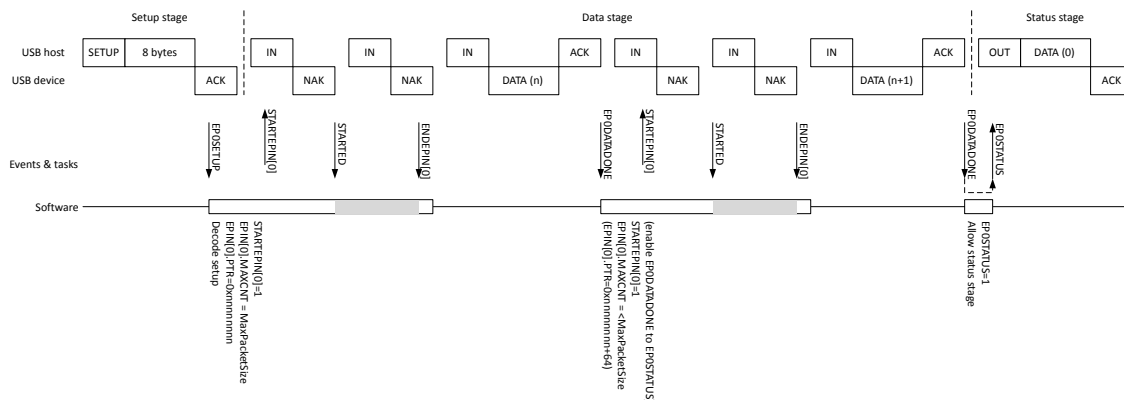 Setup stage
Data stage
Status stage
USB host
SETUP
8 bytes
IN
IN
IN
ACK
IN
IN
IN
ACK
OUT
DATA (0)
USB device
ACK
NAK
NAK
DATA (n)
NAK
NAK
DATA (n+1)
ACK
Events & tasks
EP0SETUP
STARTEPIN[0]
STARTED
ENDEPIN[0]
EP0DATADONE
STARTEPIN[0]
STARTED
ENDEPIN[0]
EP0DATADONE
EP0STATUS
Software
Decode setup
EPIN[0].PTR=0xnnnnnnnn
EPIN[0].MAXCNT = MaxPacketSize
STARTEPIN[0]=1
(EPIN[0].PTR=0xnnnnnnnn+64)
EPIN[0].MAXCNT = <MaxPacketSize
STARTEPIN[0]=1
(enable EP0DATADONE to EP0STATUS
Allow status stage
EP0STATUS=1